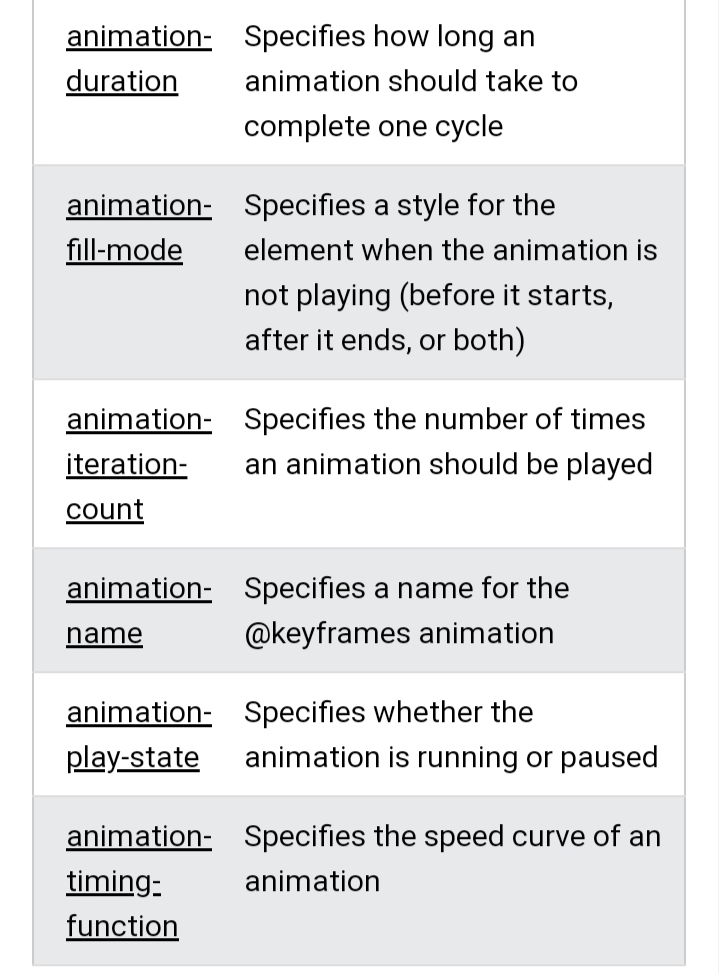 animation-
duration
Specifies how long an
animation should take to
complete one cycle
animation-
fill-mode
Specifies a style for the
element when the animation is
not playing (before it starts,
after it ends, or both)
animation-
iteration-
count
Specifies the number of times
an animation should be played
animation-
name
Specifies a name for the
@keyframes animation
animation-
play-state
Specifies whether the
animation is running or paused
animation-
timing-
function
Specifies the speed curve of an
animation